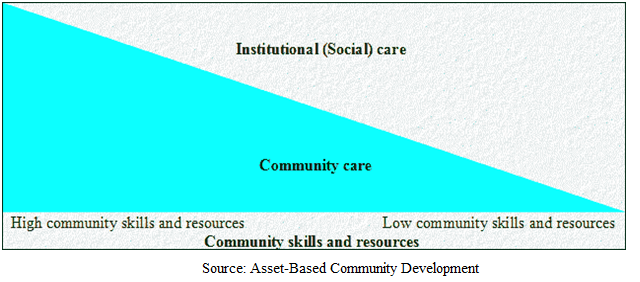 Institutional (Social) care
Community care
High community skills and resources Low community skills and resources
Community skills and resources
Source: Asset-Based Community Development